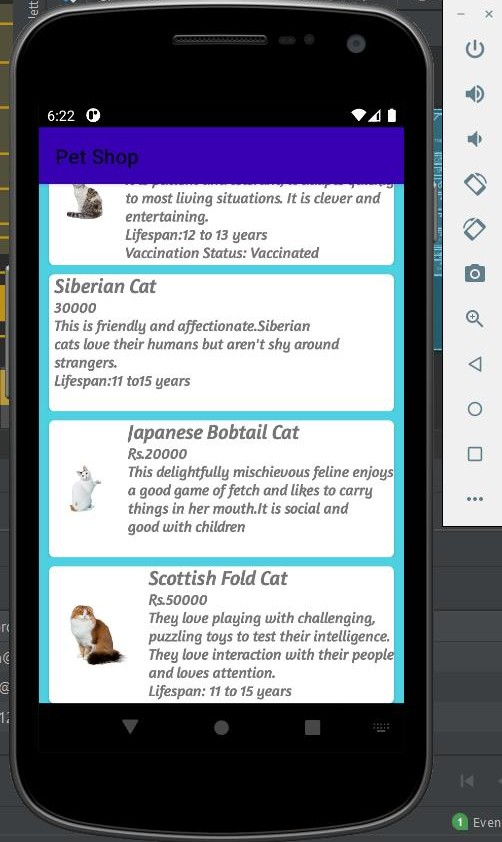 6:22
Pet Shop
to most living situations. It is clever and
entertaining.
Lifespan:12 to 13 years
Vaccination Status: Vaccinated
Siberian Cat
30000
This is friendly and affectionate.Siberian
cats love their humans but aren't shy around
strangers.
Lifespan:11 to15 years
Japanese Bobtail Cat
Rs.20000
This delightfully mischievous feline enjoys
a good game of fetch and likes to carry
things in her mouth.It is social and
good with children
Scottish Fold Cat
Rs.50000
They love playing with challenging,
puzzling toys to test their intelligence.
They love interaction with their people
and loves attention.
Lifespan: 11 to 15 years
1 Even